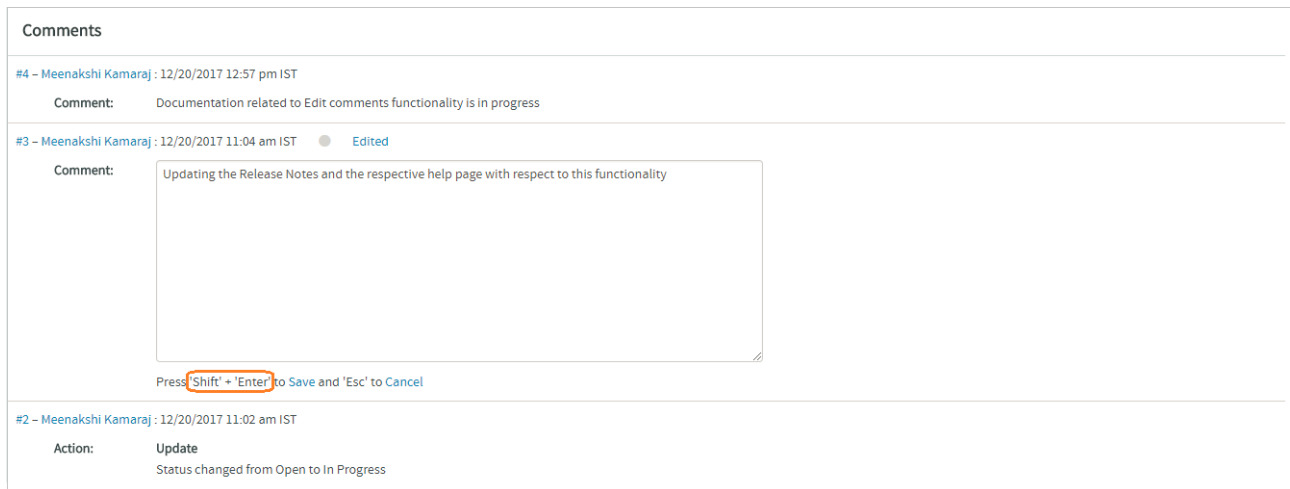 Comments
#4 – Meenakshi Kamaraj : 12/20/2017 12:57 pm IST
Comment: Documentation related to Edit comments functionality is in progress
#3 – Meenakshi Kamaraj : 12/20/2017 11:04 am IST Edited
Comment: Updating the Release Notes and the respective help page with respect to this functionality
Press 'Shift' + 'Enter' to Save and 'Esc' to Cancel
#2 – Meenakshi Kamaraj : 12/20/2017 11:02 am IST
Action: Update
Status changed from Open to In Progress